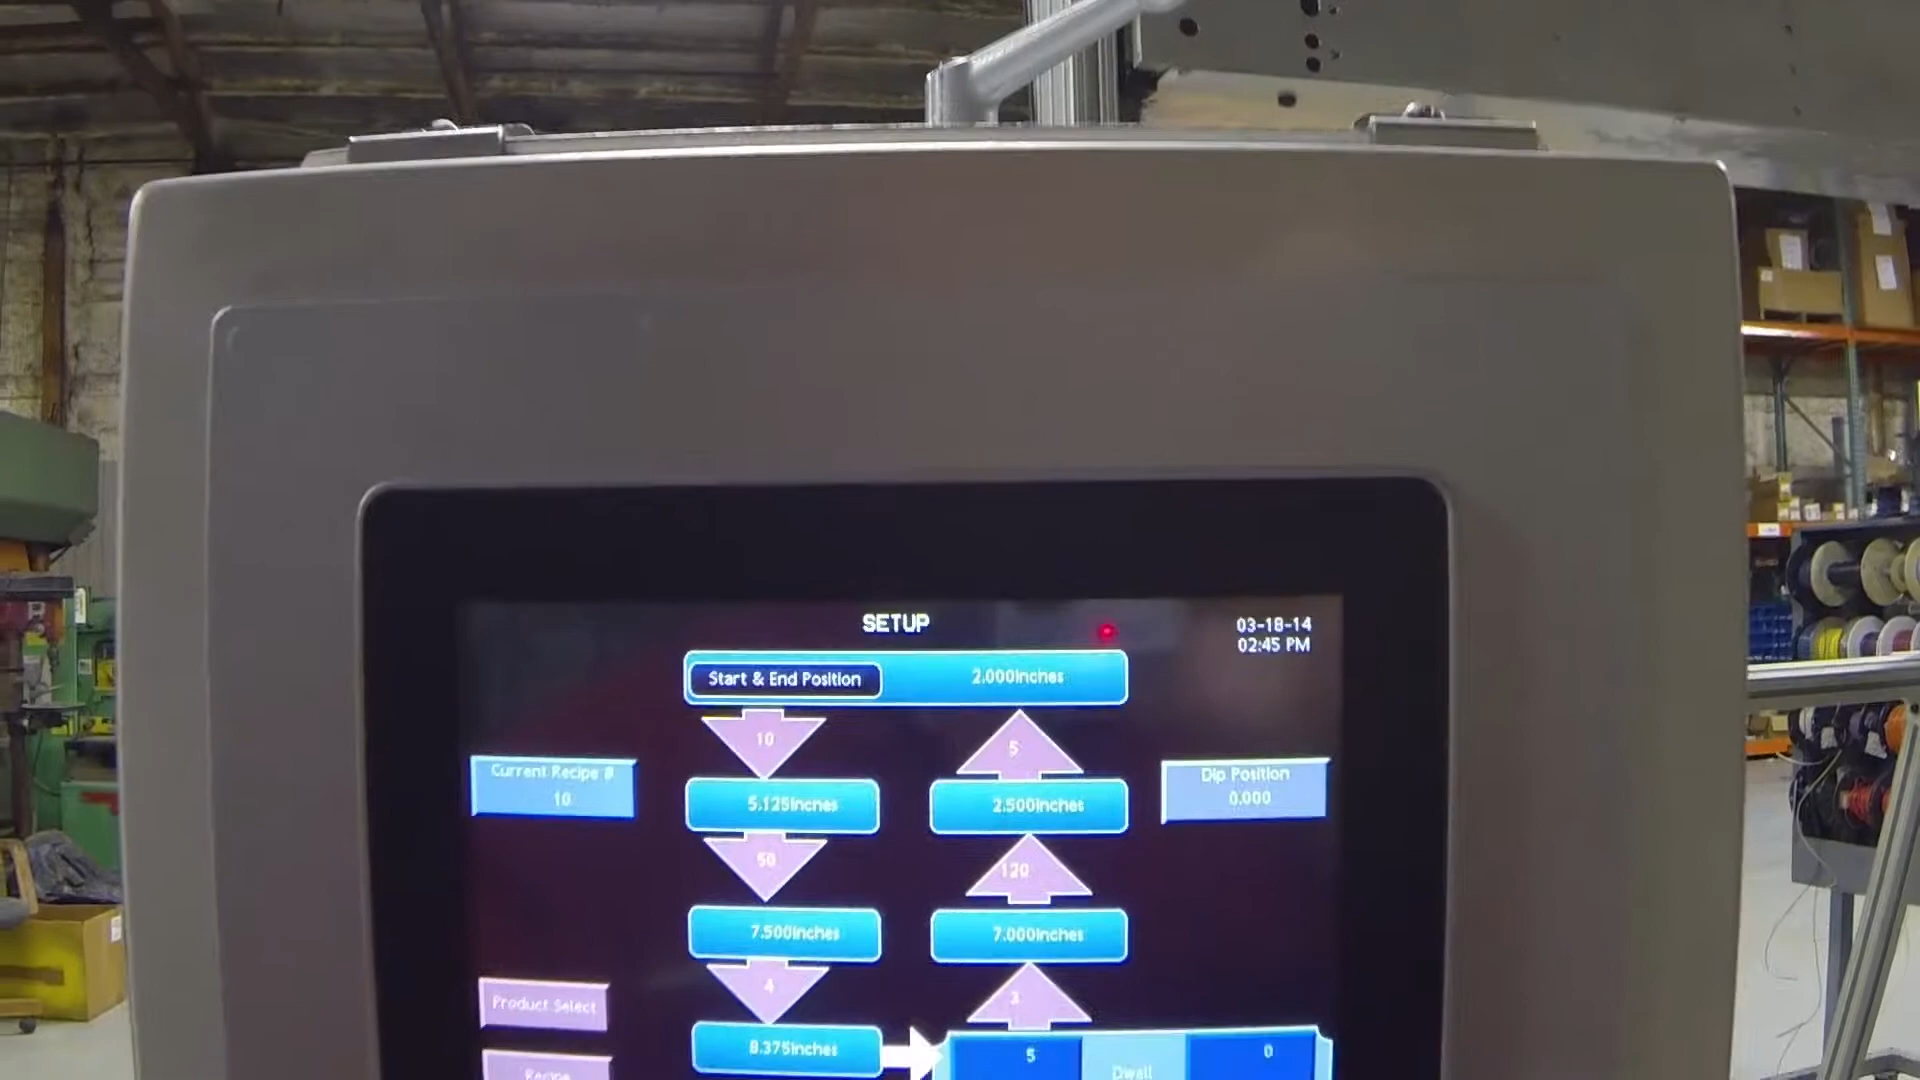 SETUP
03-18-14
02:45 PM
Start & End Position
2.000inches
10
5
Current Recipe #
10
5.125inches
2.500inches
Dip Position
0.000
50
120
7.500inches
7.000inches
4
3
Product Select
8.375inches
5
0
Recipe
Dwell